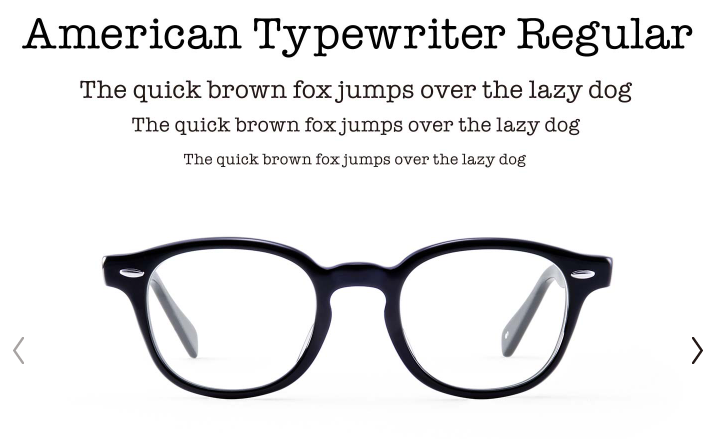 American Typewriter Regular
The quick brown fox jumps over the lazy dog
The quick brown fox jumps over the lazy dog
The quick brown fox jumps over the lazy dog